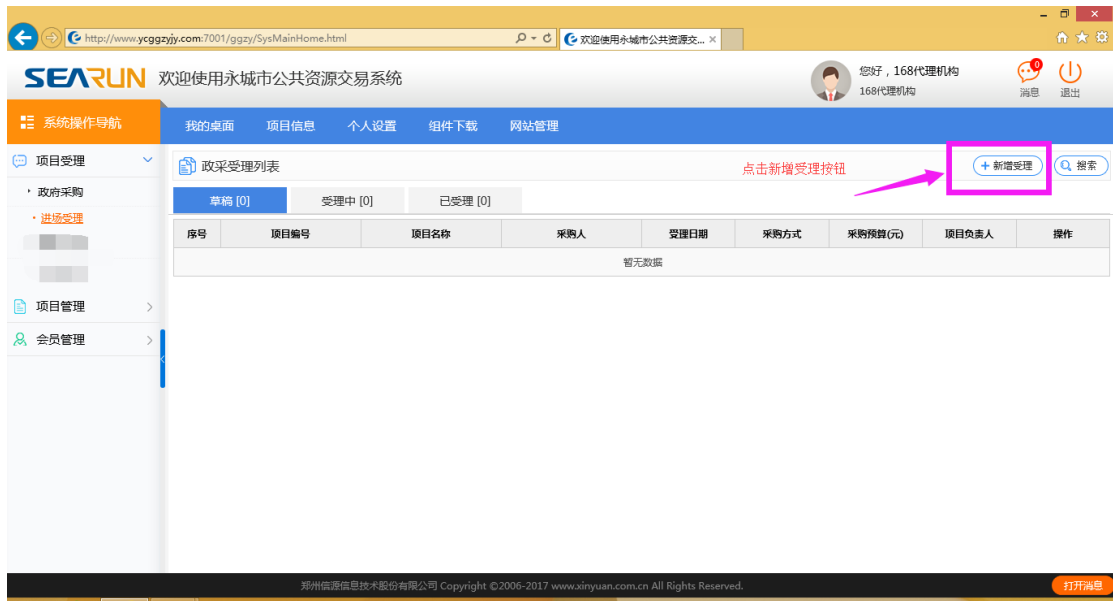 http://www.ycggzyjy.com:7001/ggzy/SysMainHome.html
欢迎使用永城市公共资源交... ×
SEARUN 欢迎使用永城市公共资源交易系统
您好，168代理机构
168代理机构
0
消息 退出
系统操作导航 我的桌面 项目信息 个人设置 组件下载 网站管理
项目受理
政府采购
进场受理
项目管理
会员管理
政采受理列表 点击新增受理按钮 + 新增受理 搜索
草稿 [0] 受理中 [0] 已受理 [0]
序号 项目编号 项目名称 采购人 受理日期 采购方式 采购预算(元) 项目负责人 操作
暂无数据
郑州信源信息技术股份有限公司 Copyright ©2006-2017 www.xinyuan.com.cn All Rights Reserved.
打开消息